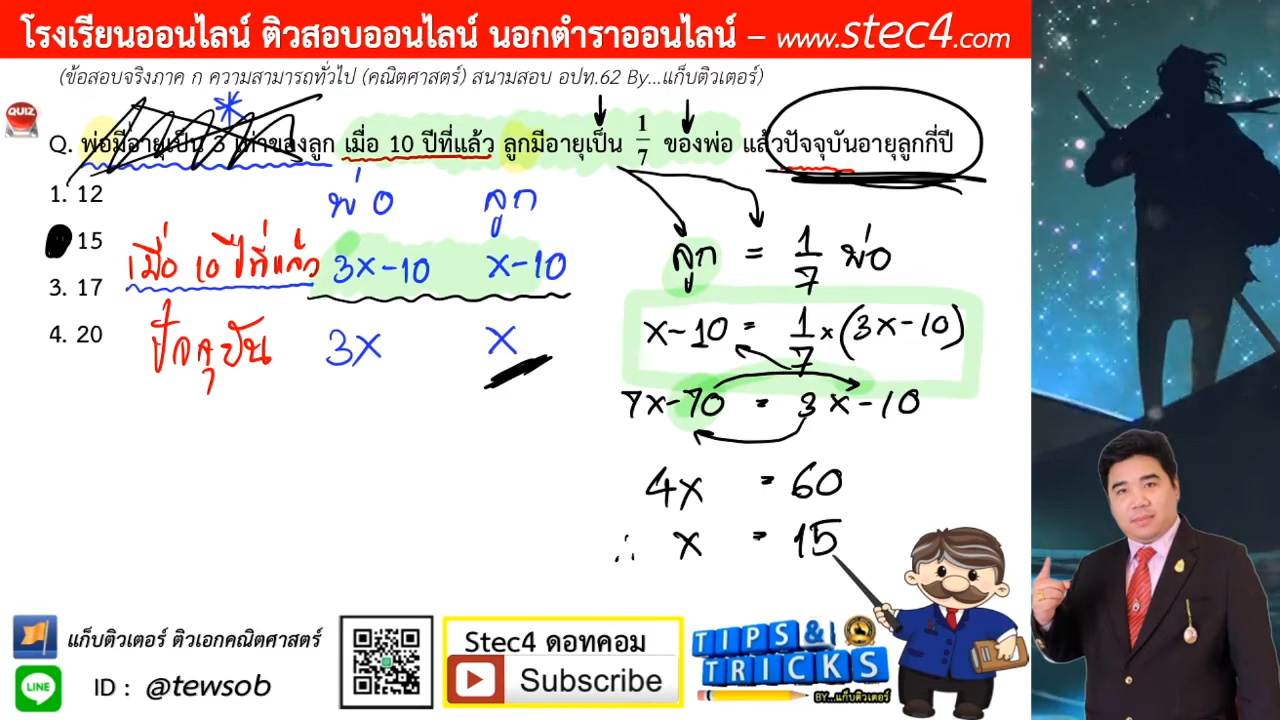 โรงเรียนออนไลน์ ติวสอบออนไลน์ นอกตำราออนไลน์ – www.stec4.com
(ข้อสอบจริงภาค ก ความสามารถทั่วไป (คณิตศาสตร์) สนามสอบ อปท.62 By...แก็บติวเตอร์)
QUIZ
Q. พ่อมีอายุเป็น 3 เท่าของลูก เมื่อ 10 ปีที่แล้ว ลูกมีอายุเป็น 1/7 ของพ่อ แล้วปัจจุบันอายุลูกกี่ปี
1. 12
15
3. 17
4. 20
พ่อ ลูก
เมื่อ 10 ปีที่แล้ว 3x-10 x-10
ปัจจุบัน 3x x
ลูก = 1/7 พ่อ
x-10 = 1/7 × (3x-10)
7x-70 = 3x-10
4x = 60
∴ x = 15
แก็บติวเตอร์ ติวเอกคณิตศาสตร์
LINE ID : @tewsob
Stec4 ดอทคอม
Subscribe
TIPS &
TRICKS
BY...แก็บติวเตอร์